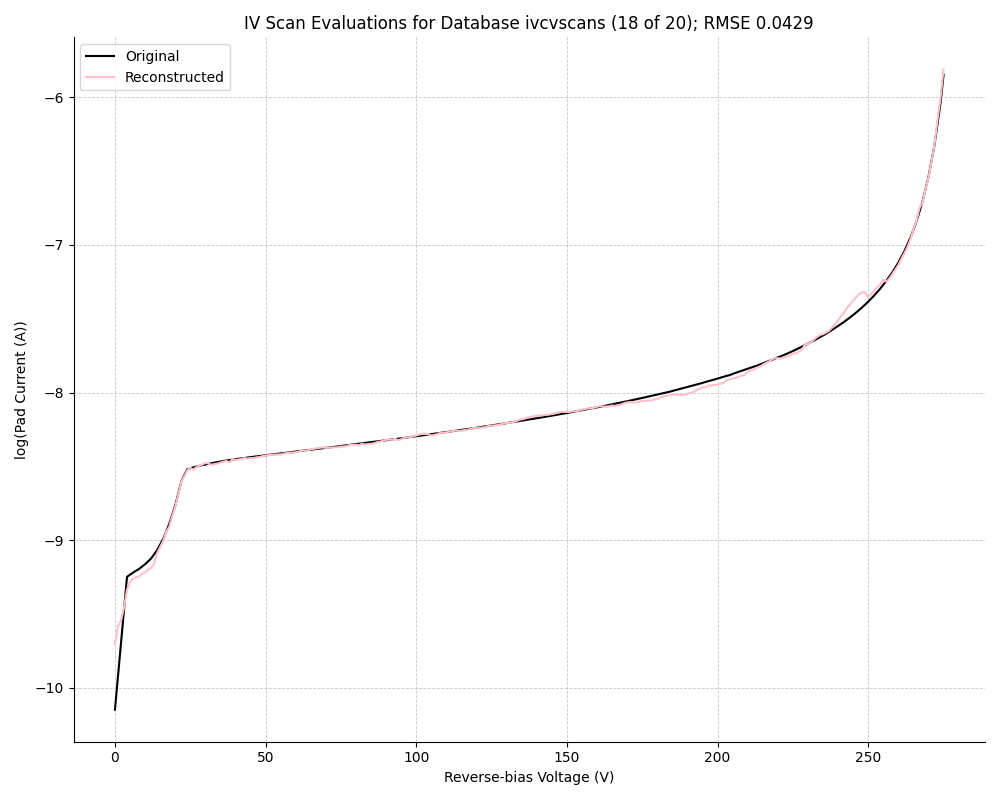 IV Scan Evaluations for Database ivcvscans (18 of 20); RMSE 0.0429
Original
Reconstructed
−6
−7
−8
−9
−10
log(Pad Current (A))
0
50
100
150
200
250
Reverse-bias Voltage (V)